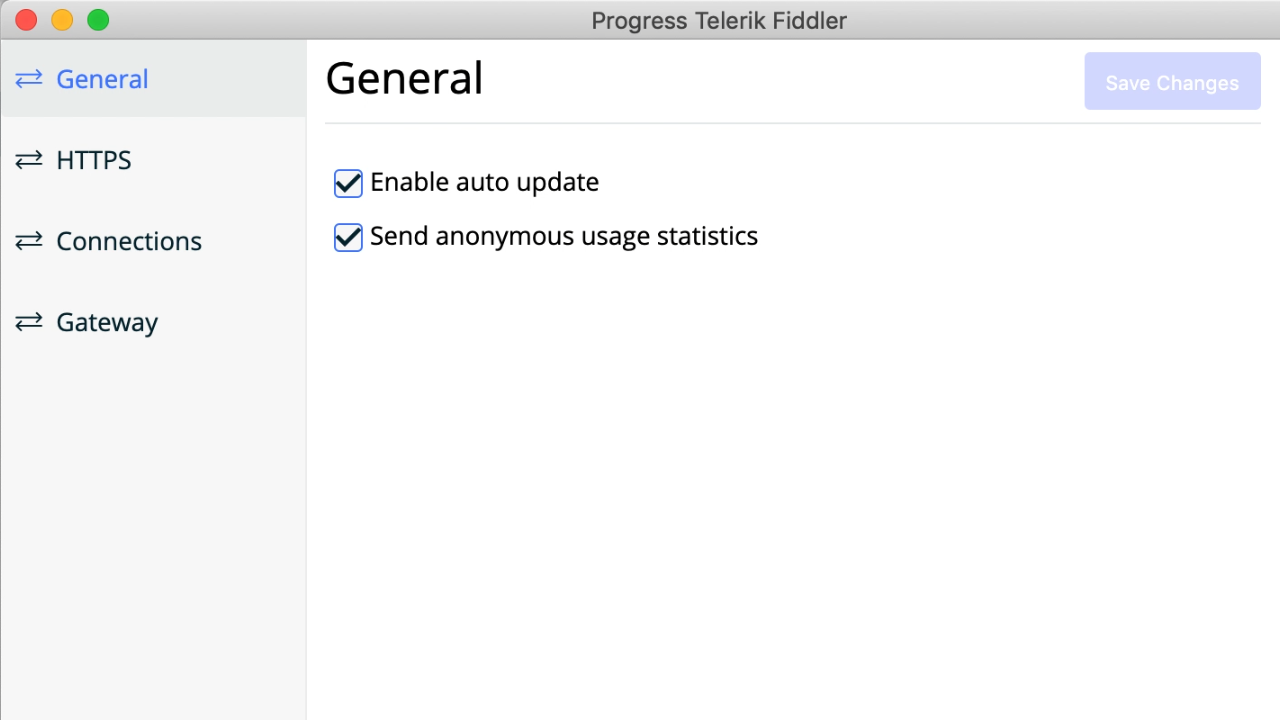 Progress Telerik Fiddler
General
HTTPS
Connections
Gateway
General
Save Changes
Enable auto update
Send anonymous usage statistics